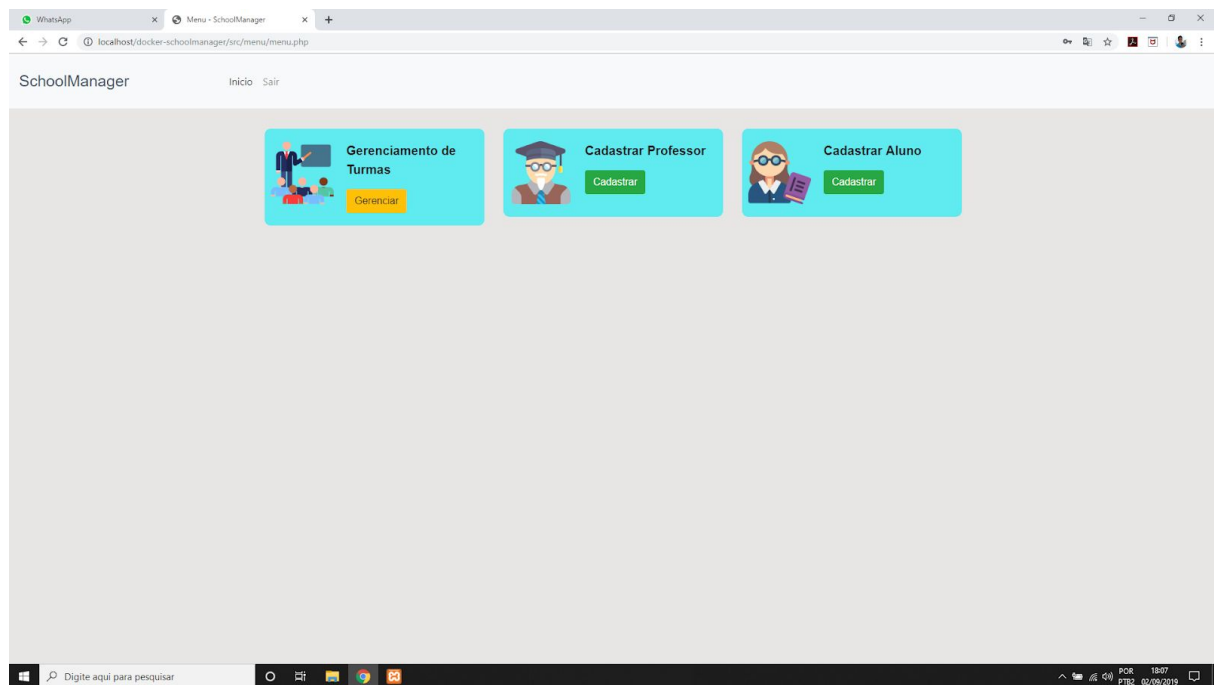 WhatsApp
Menu - SchoolManager
localhost/docker-schoolmanager/src/menu/menu.php
SchoolManager
Inicio Sair
Gerenciamento de
Turmas
Gerenciar
Cadastrar Professor
Cadastrar
Cadastrar Aluno
Cadastrar
Digite aqui para pesquisar
POR 18:07
PTB2 02/09/2019